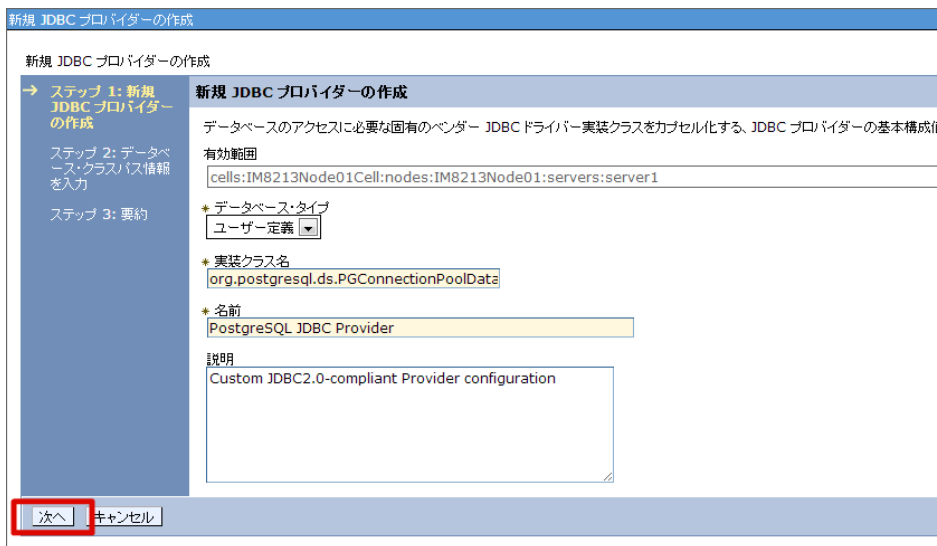 新規 JDBC プロバイダーの作成
新規 JDBC プロバイダーの作成
→ ステップ 1: 新規
JDBC プロバイダー
の作成
ステップ 2: データベ
ース・クラスパス情報
を入力
ステップ 3: 要約
新規 JDBC プロバイダーの作成
データベースのアクセスに必要な固有のベンダー JDBC ドライバー実装クラスをカプセル化する、JDBC プロバイダーの基本構成
有効範囲
cells:IM8213Node01Cell:nodes:IM8213Node01:servers:server1
* データベース・タイプ
ユーザー定義
* 実装クラス名
org.postgresql.ds.PGConnectionPoolData
* 名前
PostgreSQL JDBC Provider
説明
Custom JDBC2.0-compliant Provider configuration
次へ キャンセル